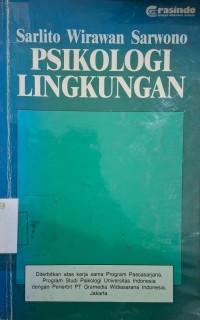 Grasindo
Sarlito Wirawan Sarwono
PSIKOLOGI
LINGKUNGAN
Diterbitkan atas kerja sama Program Pascasarjana,
Program Studi Psikologi Universitas Indonesia
dengan Penerbit PT Gramedia Widiasarana Indonesia,
Jakarta